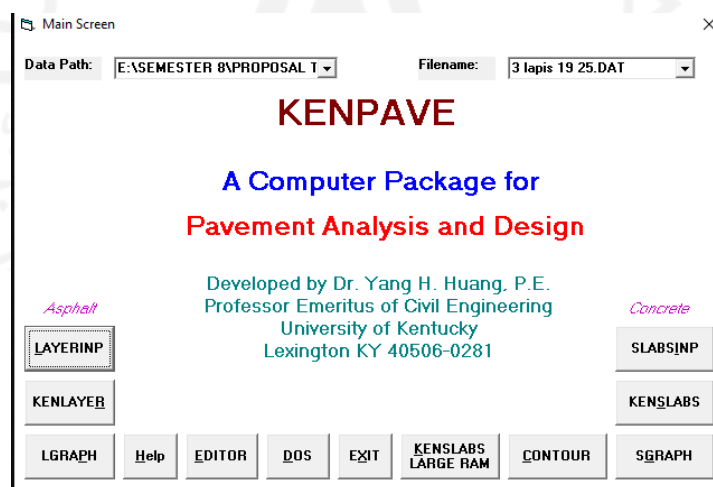 Main Screen
Data Path: E:\SEMESTER 8\PROPOSAL T Filename: 3 lapis 19 25.DAT
KENPAVE
A Computer Package for
Pavement Analysis and Design
Developed by Dr. Yang H. Huang, P.E.
Professor Emeritus of Civil Engineering
University of Kentucky
Lexington KY 40506-0281
Asphalt Concrete
LAYERINP SLABSINP
KENLAYER KENSLABS
LGRAPH Help EDITOR DOS EXIT KENSLABS LARGE RAM CONTOUR SGRAPH